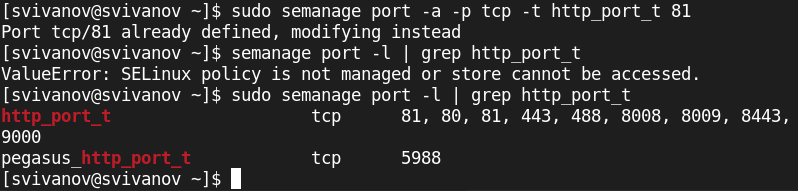 [svivanov@svivanov ~]$ sudo semanage port -a -p tcp -t http_port_t 81
Port tcp/81 already defined, modifying instead
[svivanov@svivanov ~]$ semanage port -l | grep http_port_t
ValueError: SELinux policy is not managed or store cannot be accessed.
[svivanov@svivanov ~]$ sudo semanage port -l | grep http_port_t
http_port_t                    tcp      81, 80, 81, 443, 488, 8008, 8009, 8443,
9000
pegasus_http_port_t            tcp      5988
[svivanov@svivanov ~]$